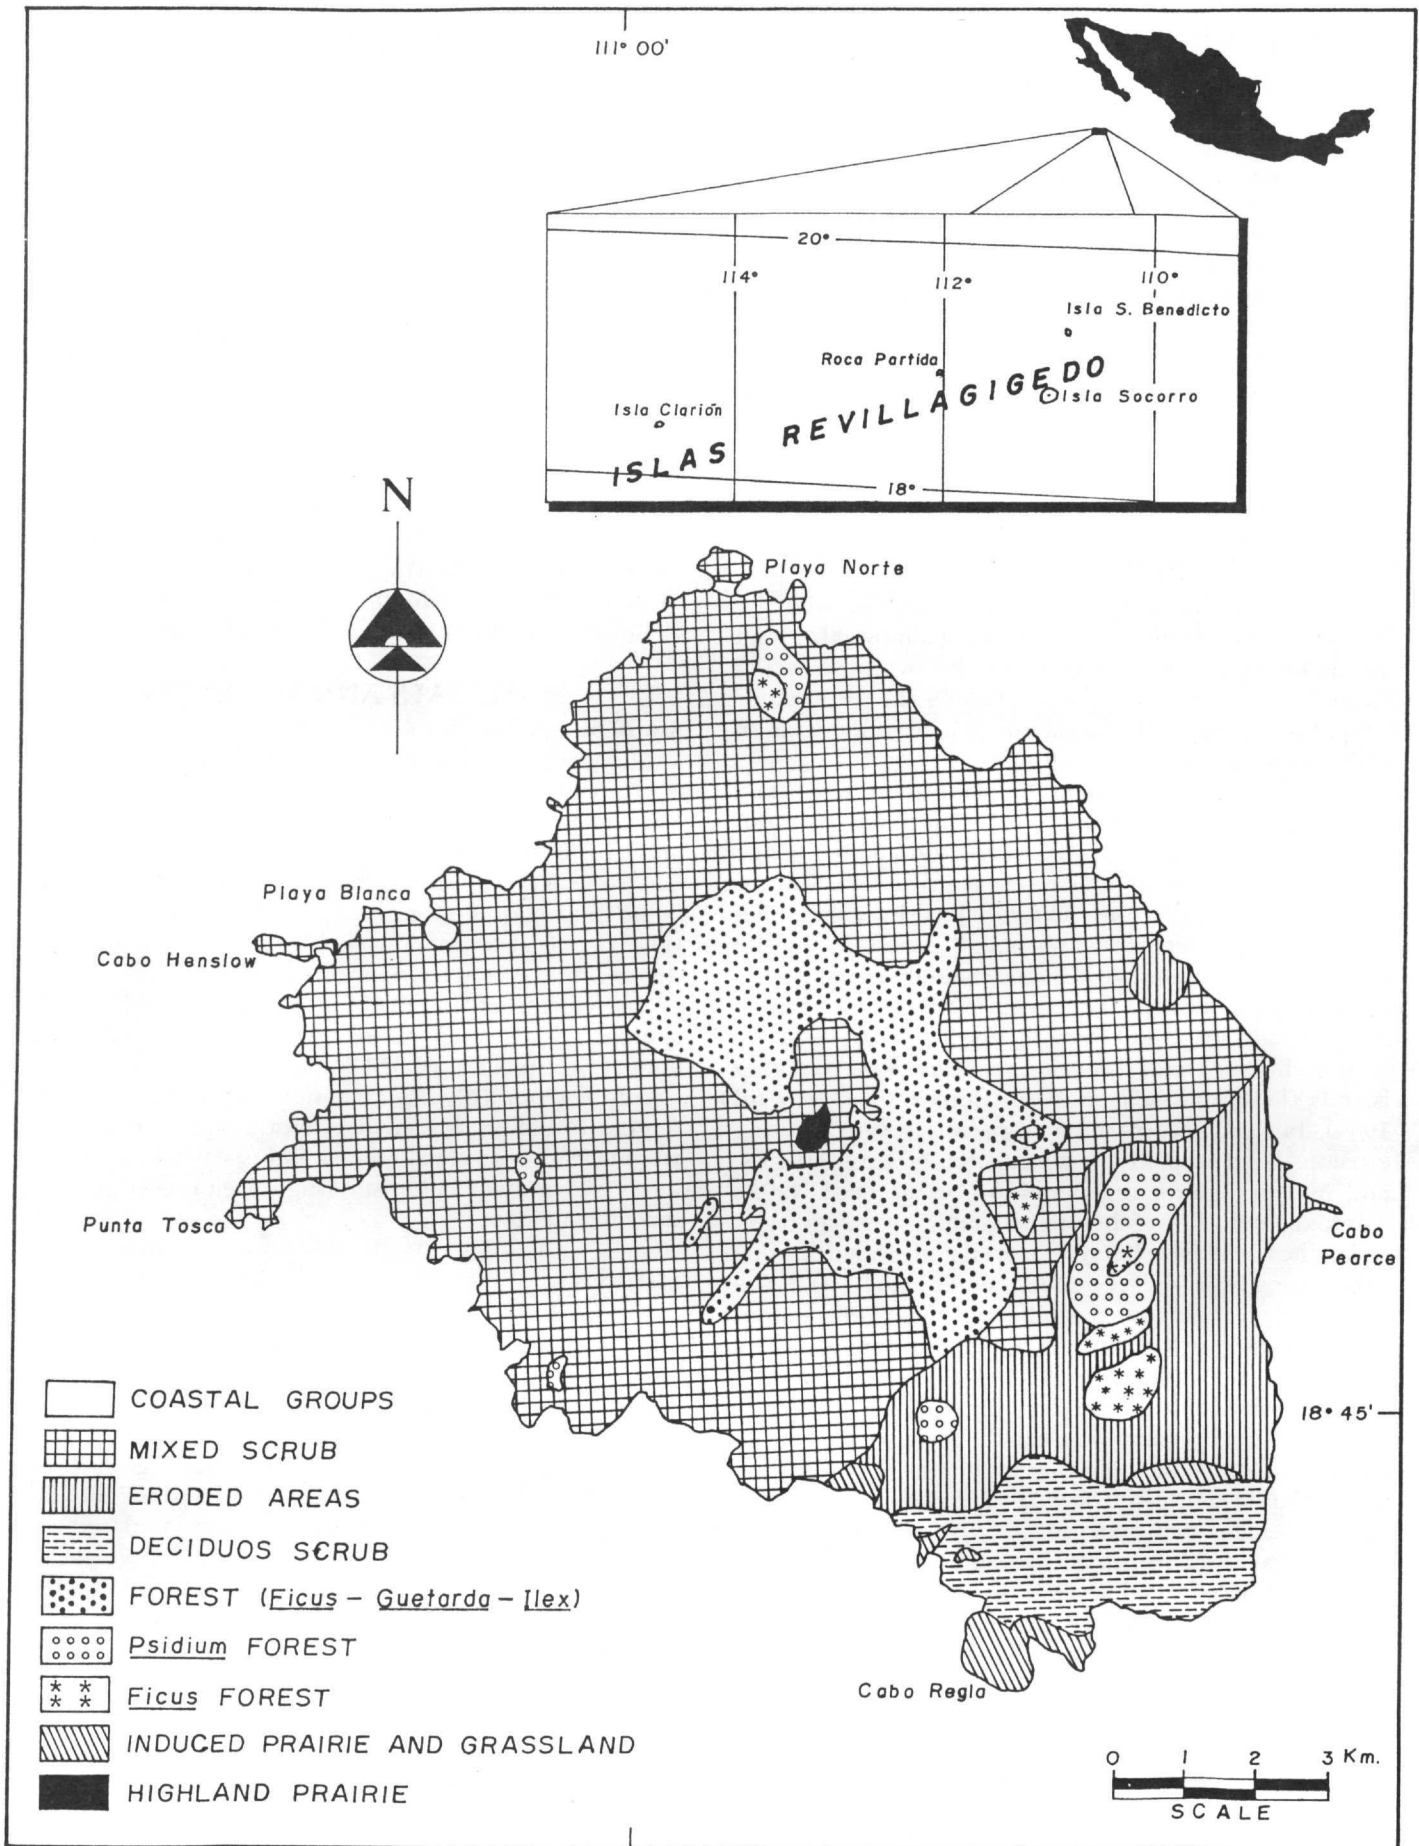 111° 00'
20°
114°
112°
110°
Isla S. Benedicto
Roca Partida
Isla Socorro
Isla Clarión
ISLAS REVILLAGIGEDO
18°
N
Playa Norte
Playa Blanca
Cabo Henslow
Punta Tosca
Cabo
Pearce
18° 45'
COASTAL GROUPS
MIXED SCRUB
ERODED AREAS
DECIDUOS SCRUB
FOREST (Ficus - Guetarda - Ilex)
Psidium FOREST
Ficus FOREST
INDUCED PRAIRIE AND GRASSLAND
HIGHLAND PRAIRIE
Cabo Regla
0 1 2 3 Km.
SCALE